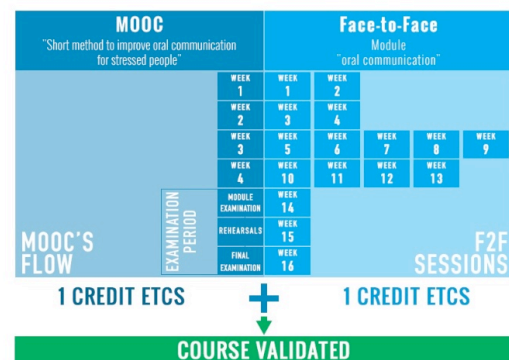 MOOC
"Short method to improve oral communication
for stressed people"
Face-to-Face
Module
"oral communication"
WEEK 1 WEEK 1 WEEK 2
WEEK 2 WEEK 3 WEEK 4
WEEK 3 WEEK 5 WEEK 6 WEEK 7 WEEK 8 WEEK 9
WEEK 4 WEEK 10 WEEK 11 WEEK 12 WEEK 13
EXAMINATION
PERIOD
MODULE
EXAMINATION
WEEK 14
REHEARSALS WEEK 15
FINAL
EXAMINATION
WEEK 16
MOOC'S
FLOW
F2F
SESSIONS
1 CREDIT ETCS + 1 CREDIT ETCS
COURSE VALIDATED